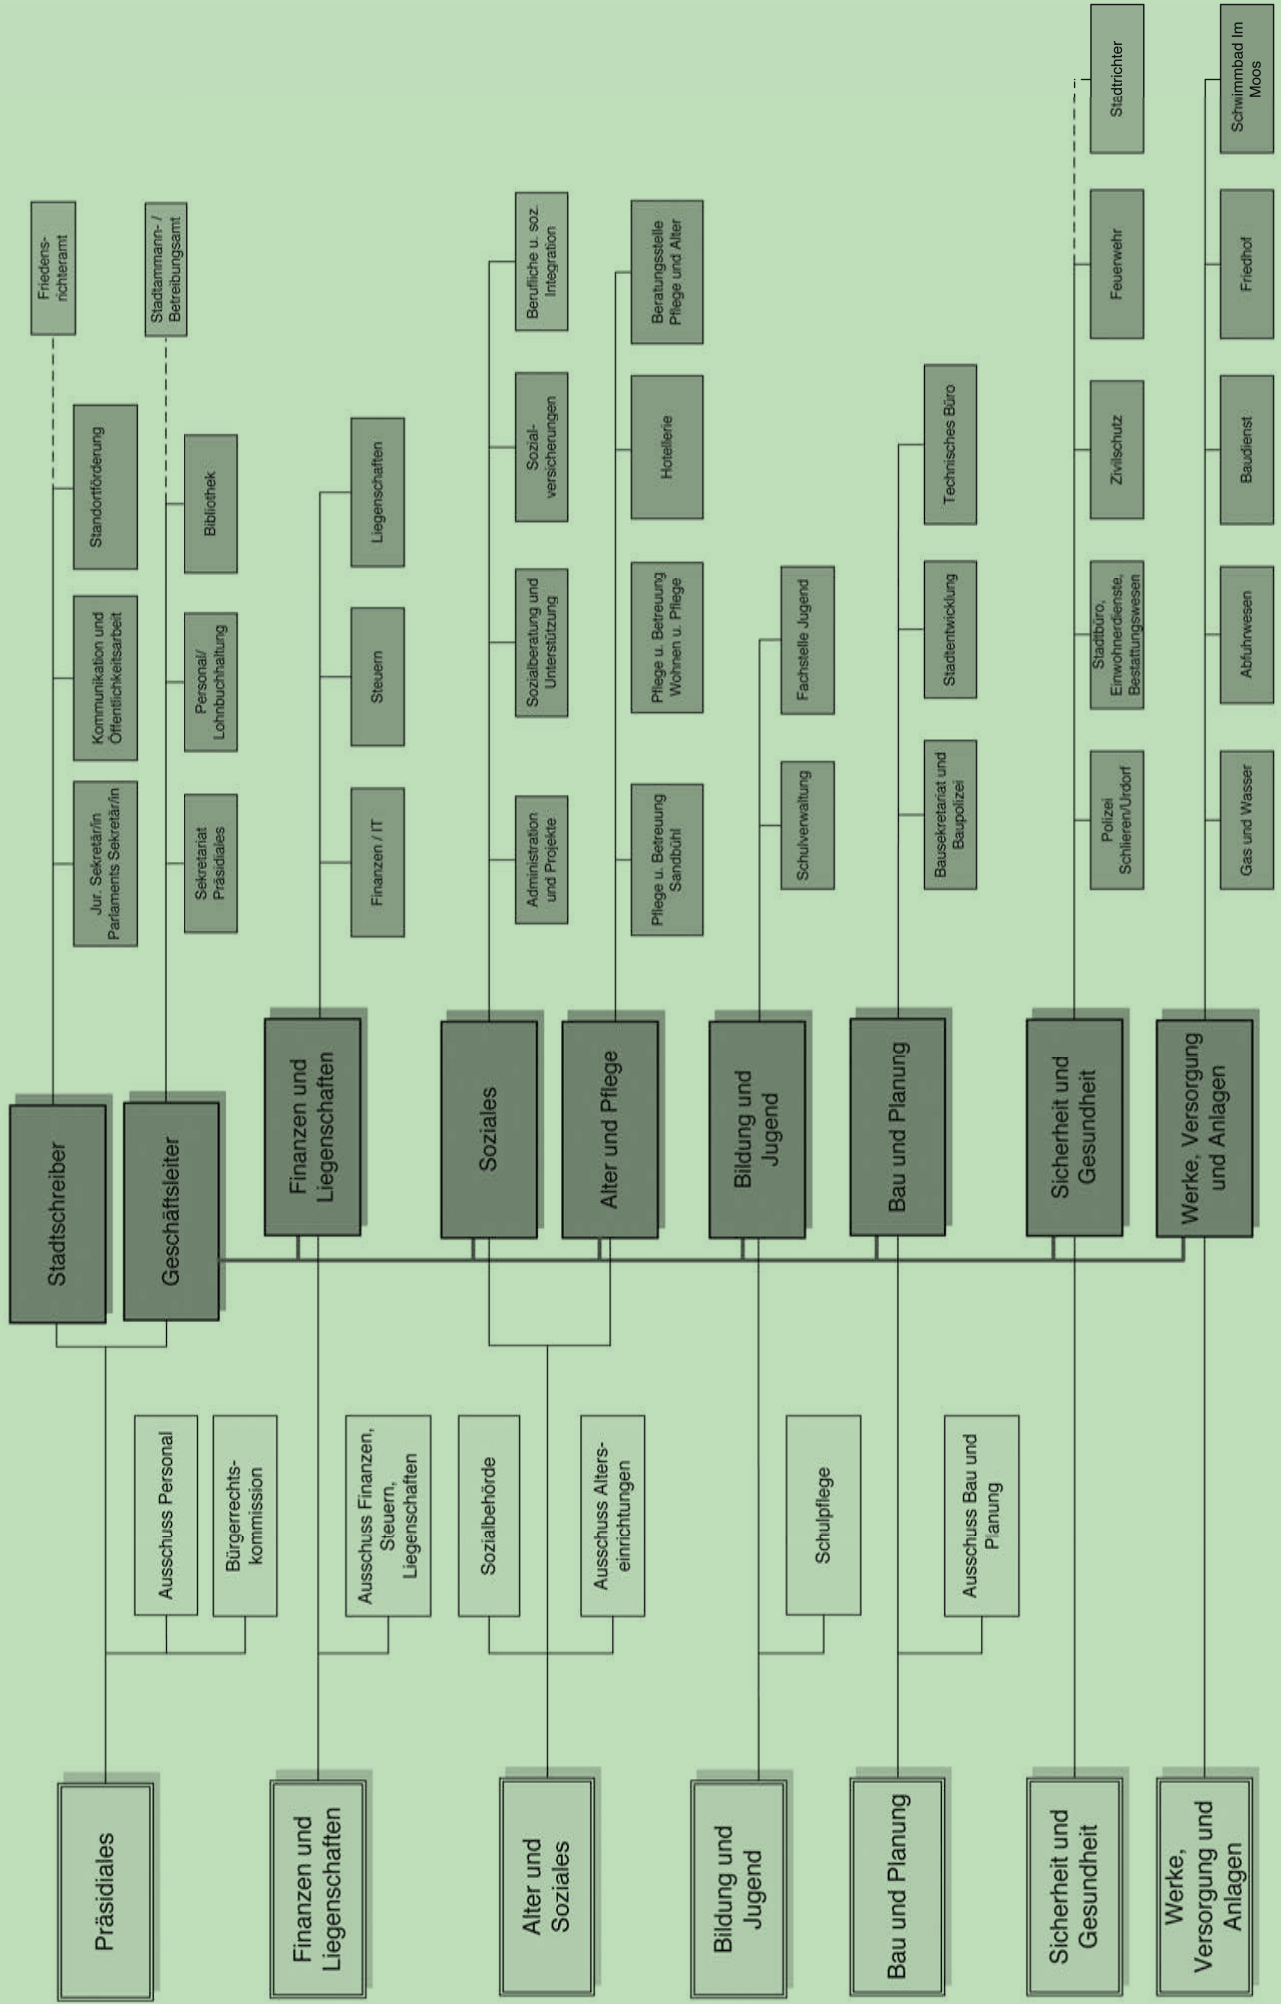 Präsidiales
Ausschuss Personal
Bürgerrechts-
kommission
Stadtschreiber
Jur. Sekretär/in
Parlaments Sekretär/in
Kommunikation und
Öffentlichkeitsarbeit
Standortförderung
Friedens-
richteramt
Geschäftsleiter
Sekretariat
Präsidiales
Personal/
Lohnbuchhaltung
Bibliothek
Stadtammann- /
Betreibungsamt
Finanzen und
Liegenschaften
Ausschuss Finanzen,
Steuern,
Liegenschaften
Finanzen und
Liegenschaften
Finanzen / IT
Steuern
Liegenschaften
Alter und
Soziales
Sozialbehörde
Ausschuss Alters-
einrichtungen
Soziales
Administration
und Projekte
Sozialberatung und
Unterstützung
Sozial-
versicherungen
Berufliche u. soz.
Integration
Alter und Pflege
Pflege u. Betreuung
Sandbühl
Pflege u. Betreuung
Wohnen u. Pflege
Hotellerie
Beratungsstelle
Pflege und Alter
Bildung und
Jugend
Schulpflege
Bildung und
Jugend
Schulverwaltung
Fachstelle Jugend
Bau und Planung
Ausschuss Bau und
Planung
Bau und Planung
Bausekretariat und
Baupolizei
Stadtentwicklung
Technisches Büro
Sicherheit und
Gesundheit
Sicherheit und
Gesundheit
Polizei
Schlieren/Urdorf
Stadtbüro,
Einwohnerdienste,
Bestattungswesen
Zivilschutz
Feuerwehr
Stadtrichter
Werke,
Versorgung und
Anlagen
Werke, Versorgung
und Anlagen
Gas und Wasser
Abfuhrwesen
Baudienst
Friedhof
Schwimmbad Im
Moos